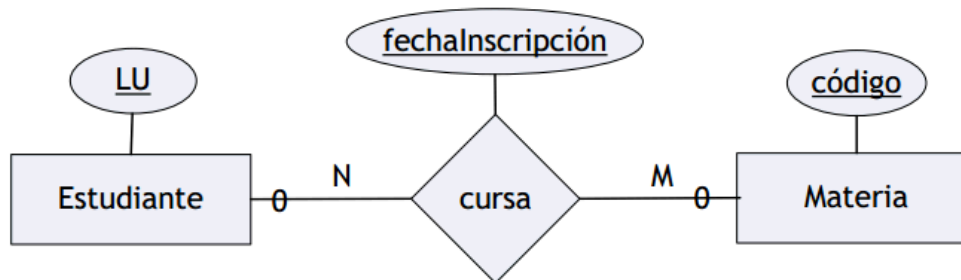 fechaInscripción
LU
código
Estudiante
0
N
cursa
M
0
Materia